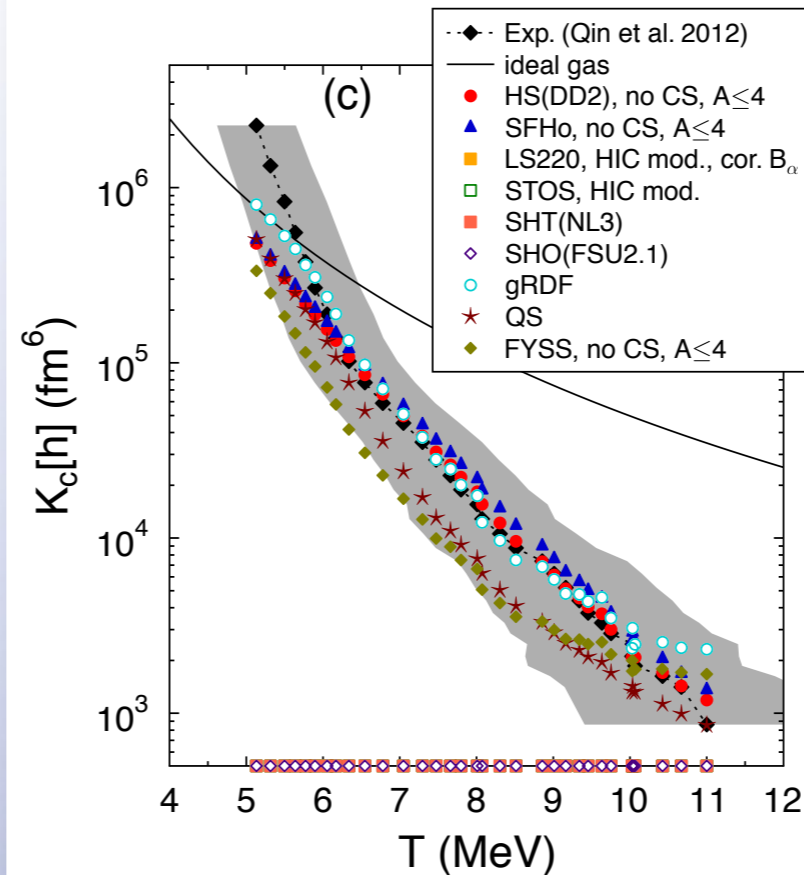 Exp. (Qin et al. 2012)
ideal gas
HS(DD2), no CS, A≤4
SFHo, no CS, A≤4
LS220, HIC mod., cor. Bα
STOS, HIC mod.
SHT(NL3)
SHO(FSU2.1)
gRDF
QS
FYSS, no CS, A≤4
(c)
10⁶
10⁵
10⁴
10³
Kc[h] (fm⁶)
4 5 6 7 8 9 10 11 12
T (MeV)